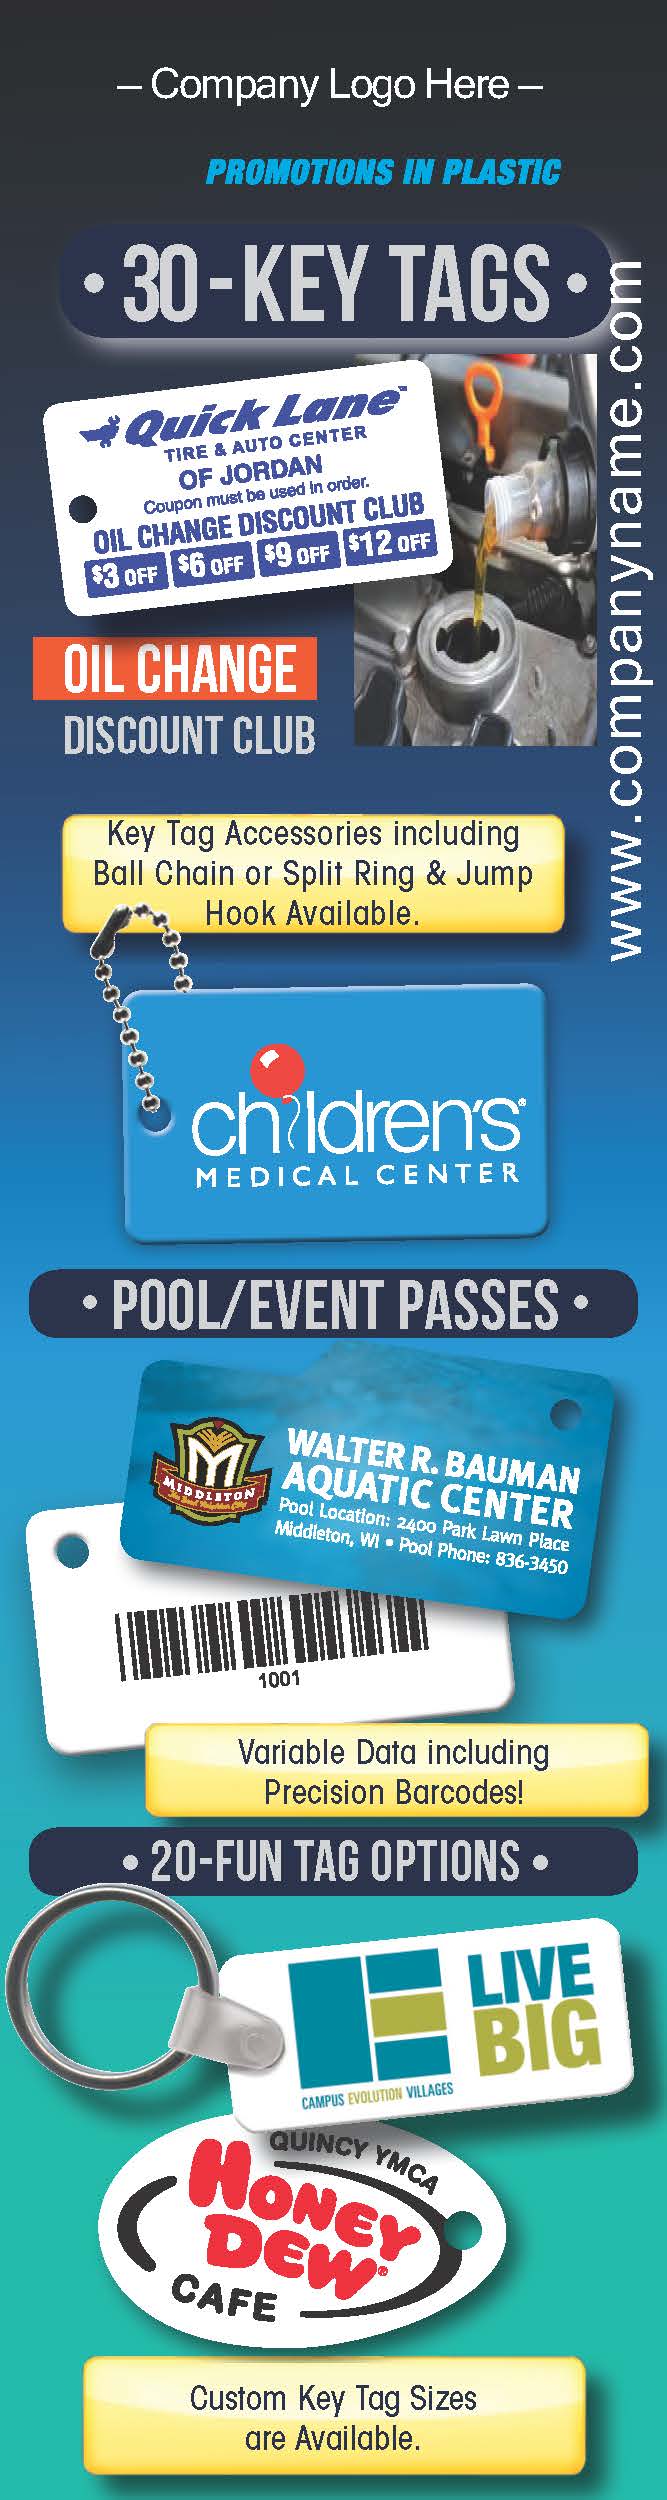 – Company Logo Here –
PROMOTIONS IN PLASTIC
• 30-KEY TAGS •
www.companyname.com
Quick Lane™
TIRE & AUTO CENTER
OF JORDAN
Coupon must be used in order.
OIL CHANGE DISCOUNT CLUB
$3 OFF $6 OFF $9 OFF $12 OFF
OIL CHANGE
DISCOUNT CLUB
Key Tag Accessories including
Ball Chain or Split Ring & Jump
Hook Available.
children's®
MEDICAL CENTER
• POOL/EVENT PASSES •
MIDDLETON
WALTER R. BAUMAN
AQUATIC CENTER
Pool Location: 2400 Park Lawn Place
Middleton, WI • Pool Phone: 836-3450
1001
Variable Data including
Precision Barcodes!
• 20-FUN TAG OPTIONS •
LIVE
BIG
CAMPUS EVOLUTION VILLAGES
QUINCY YMCA
HONEY
DEW®
CAFE
Custom Key Tag Sizes
are Available.